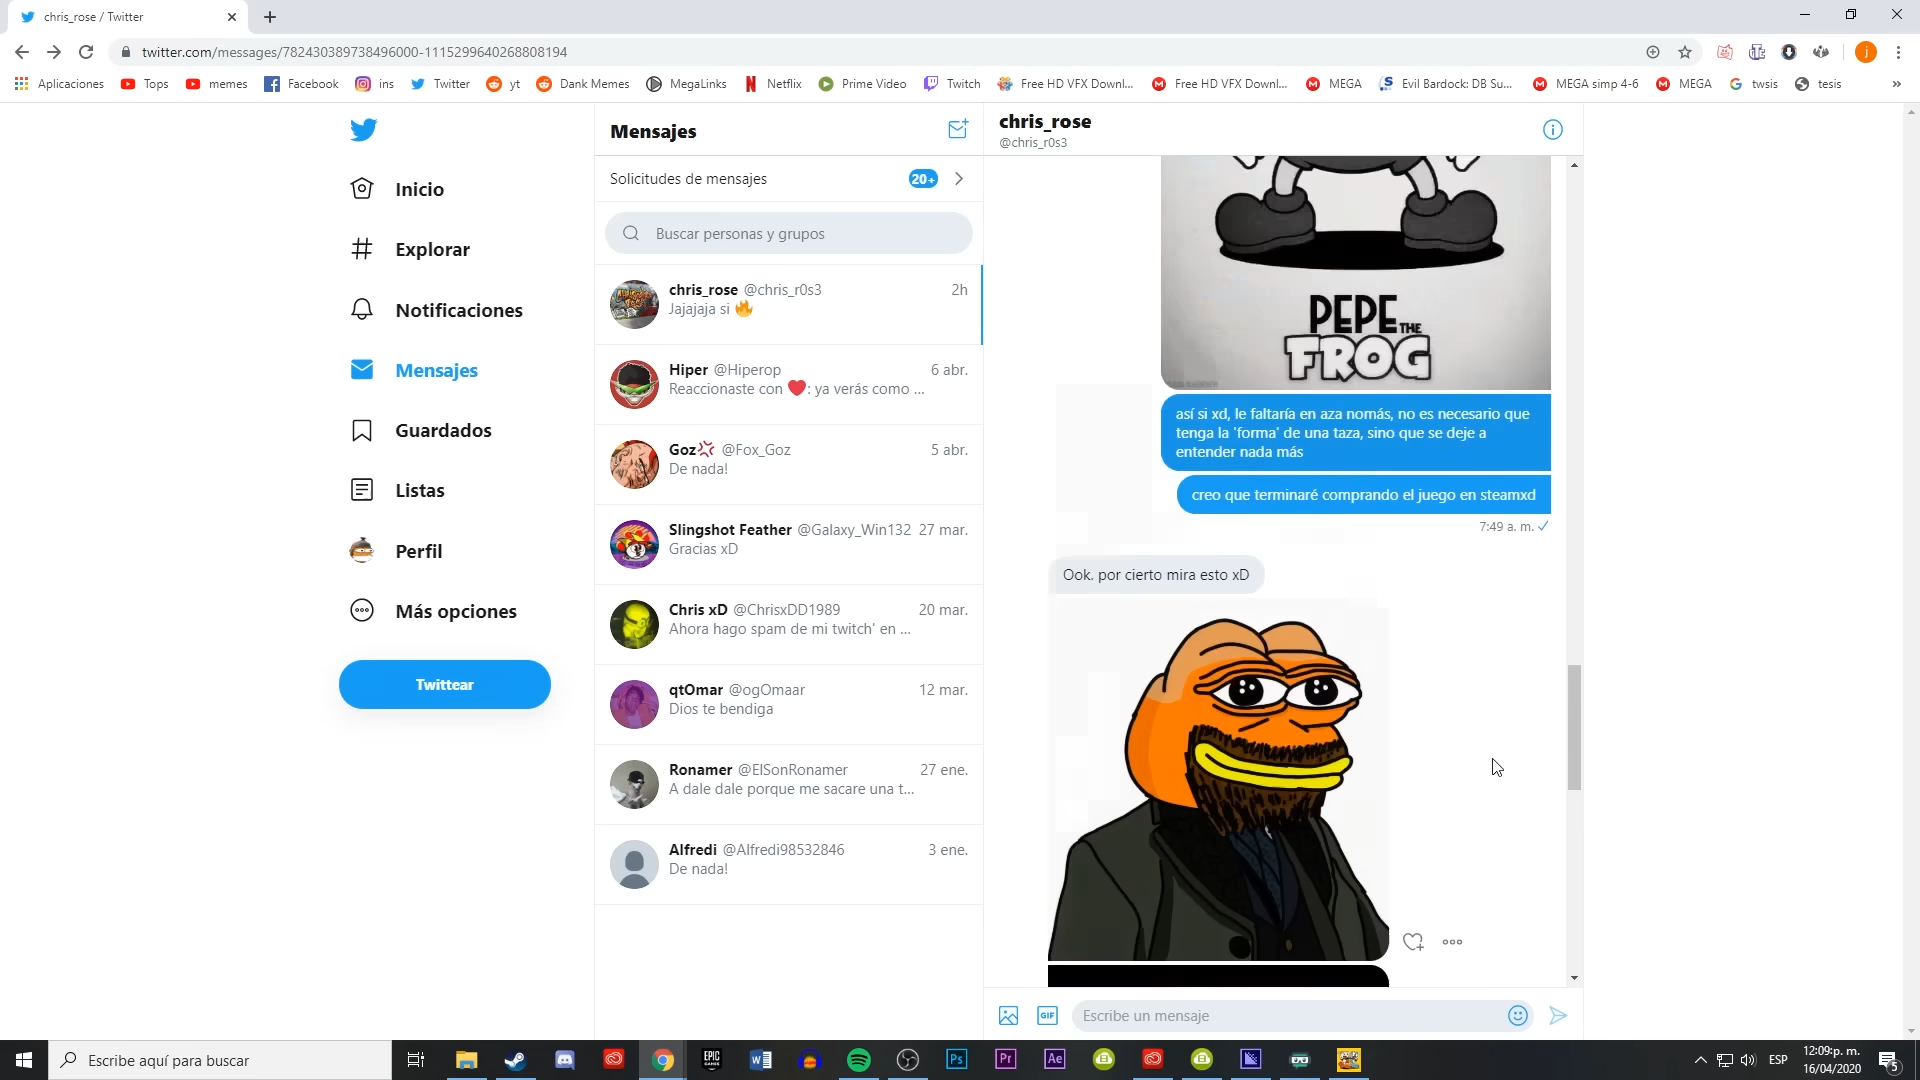 chris_rose / Twitter
twitter.com/messages/782430389738496000-1115299640268808194
j
Aplicaciones
Tops
memes
Facebook
ins
Twitter
yt
Dank Memes
MegaLinks
Netflix
Prime Video
Twitch
Free HD VFX Downl...
Free HD VFX Downl...
MEGA
Evil Bardock: DB Su...
MEGA simp 4-6
MEGA
twsis
tesis
»
Inicio
Explorar
Notificaciones
Mensajes
Guardados
Listas
Perfil
Más opciones
Twittear
Mensajes
Solicitudes de mensajes
20+
Buscar personas y grupos
chris_rose @chris_r0s3 2h
Jajajaja si 🔥
Hiper @Hiperop 6 abr.
Reaccionaste con ❤️: ya verás como ...
Goz💢 @Fox_Goz 5 abr.
De nada!
Slingshot Feather @Galaxy_Win132 27 mar.
Gracias xD
Chris xD @ChrisxDD1989 20 mar.
Ahora hago spam de mi twitch' en ...
qtOmar @ogOmaar 12 mar.
Dios te bendiga
Ronamer @ElSonRonamer 27 ene.
A dale dale porque me sacare una t...
Alfredi @Alfredi98532846 3 ene.
De nada!
chris_rose
@chris_r0s3
PEPE THE
FROG
así si xd, le faltaría en aza nomás, no es necesario que
tenga la 'forma' de una taza, sino que se deje a
entender nada más
creo que terminaré comprando el juego en steamxd
7:49 a. m.
Ook. por cierto mira esto xD
GIF
Escribe un mensaje
Escribe aquí para buscar
EPIC
GAMES
Ps
Pr
Ae
ESP
12:09:p. m.
16/04/2020
5